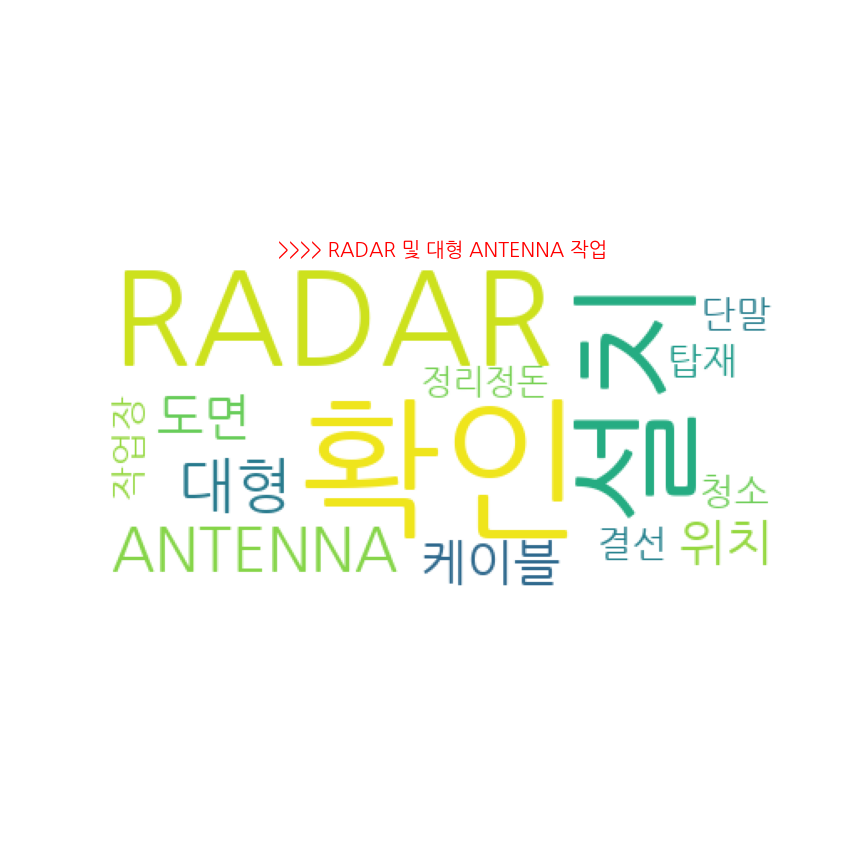 >>>> RADAR 및 대형 ANTENNA 작업
RADAR
설치
단말
탑재
정리정돈
작업장
도면
확인
대형
청소
ANTENNA
케이블
결선
위치